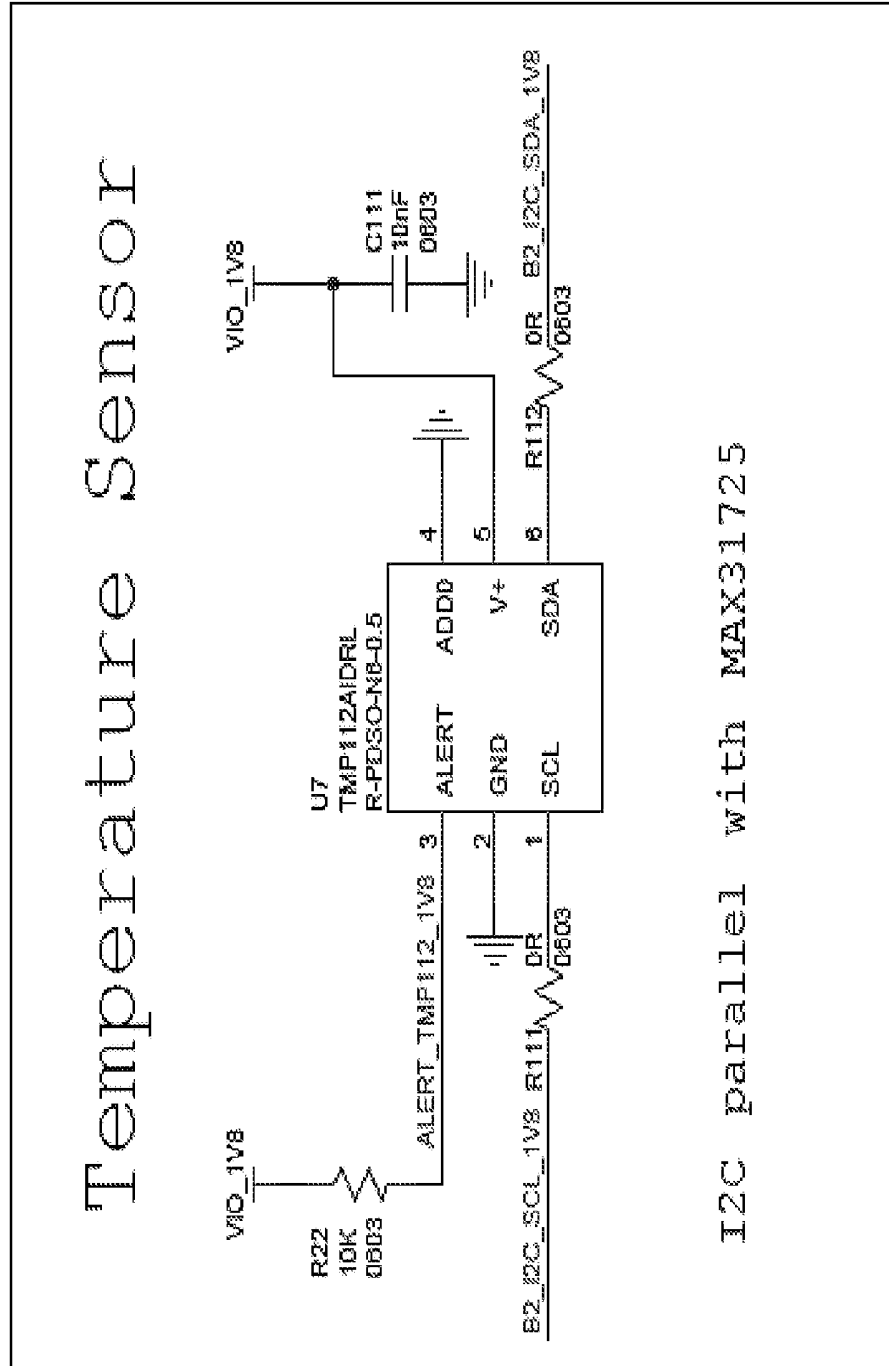 Temperature Sensor
VIO_1V8
VIO_1V8
R22
10K
0603
C111
10nF
0603
U7
TMP112AIDRL
R-PDSO-N6-0.5
ALERT_TMP112_1V8
3
ALERT
ADD0
4
2
GND
V+
5
1
SCL
SDA
6
B2_I2C_SCL_1V8
R111
0R
0603
R112
0R
0603
B2_I2C_SDA_1V8
I2C parallel with MAX31725